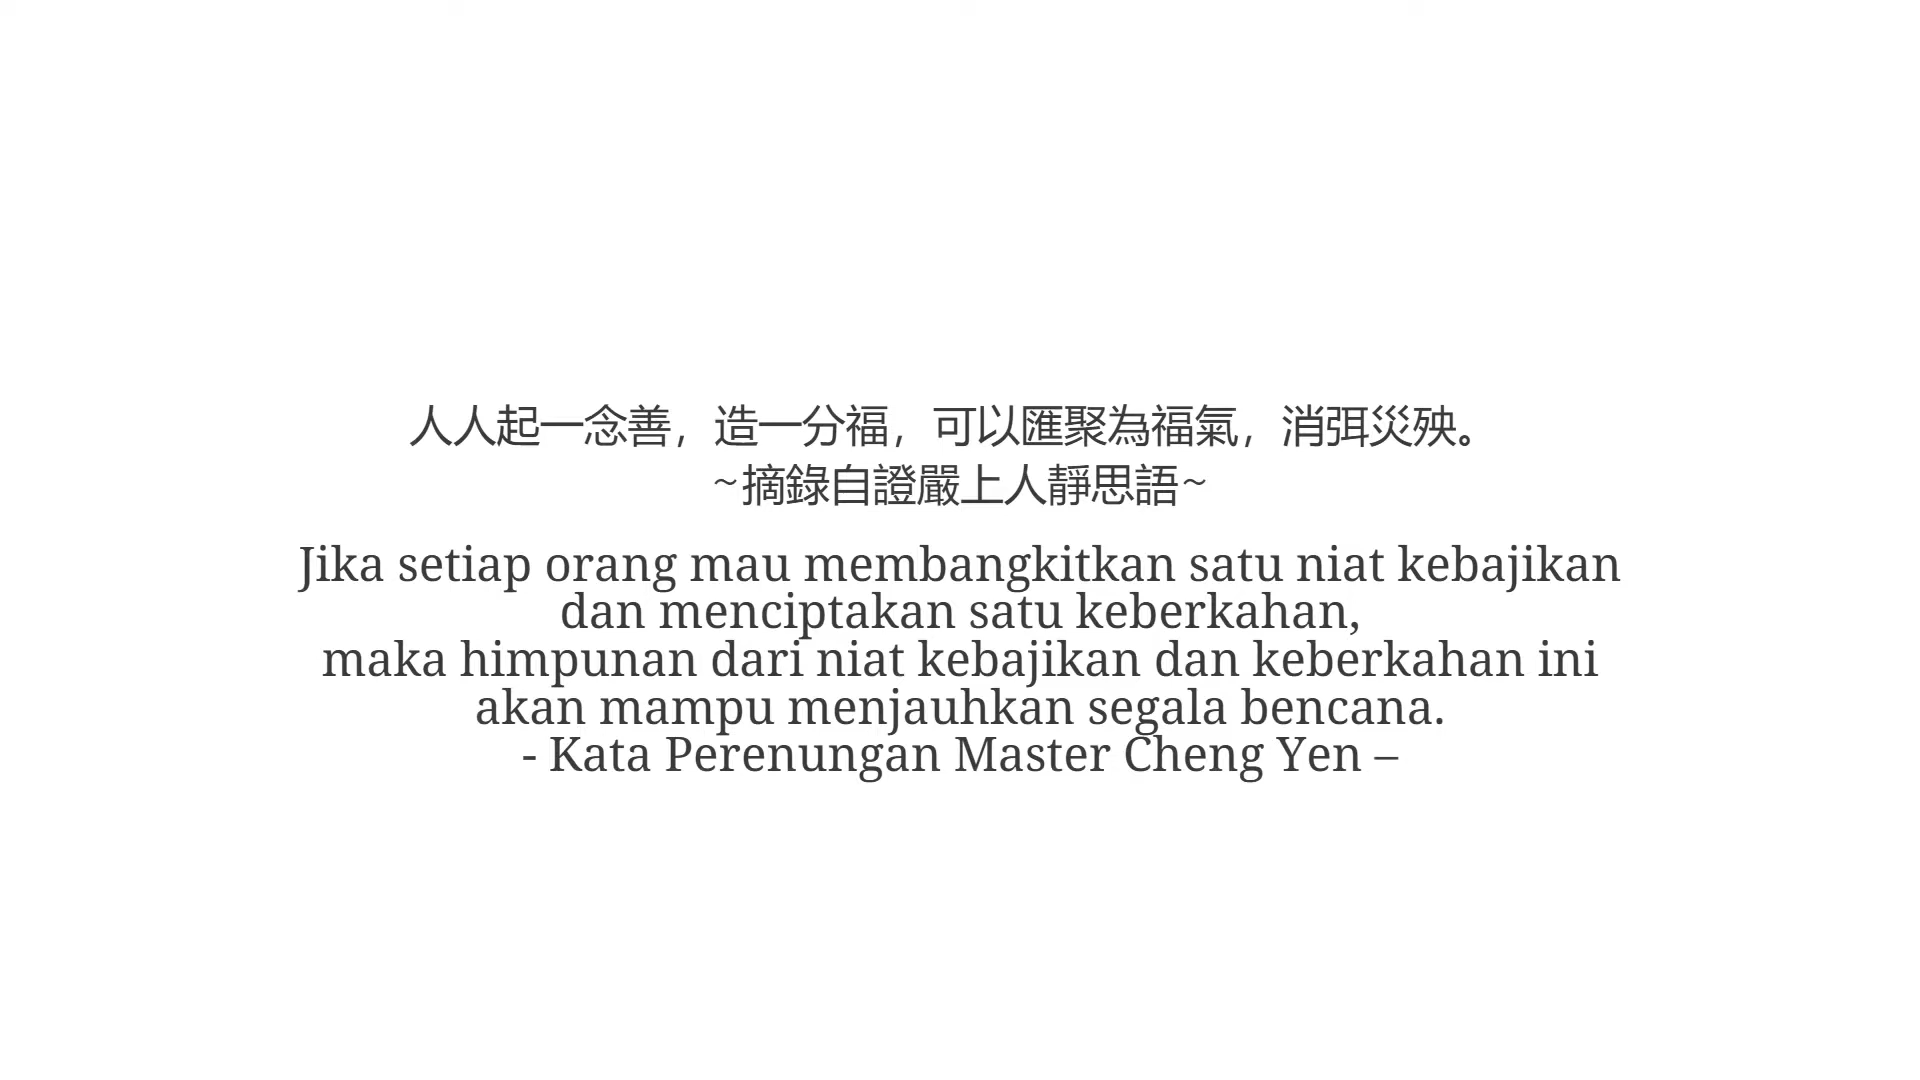 人人起一念善，造一分福，可以匯聚為福氣，消弭災殃。
~摘錄自證嚴上人靜思語~
Jika setiap orang mau membangkitkan satu niat kebajikan
dan menciptakan satu keberkahan,
maka himpunan dari niat kebajikan dan keberkahan ini
akan mampu menjauhkan segala bencana.
- Kata Perenungan Master Cheng Yen –